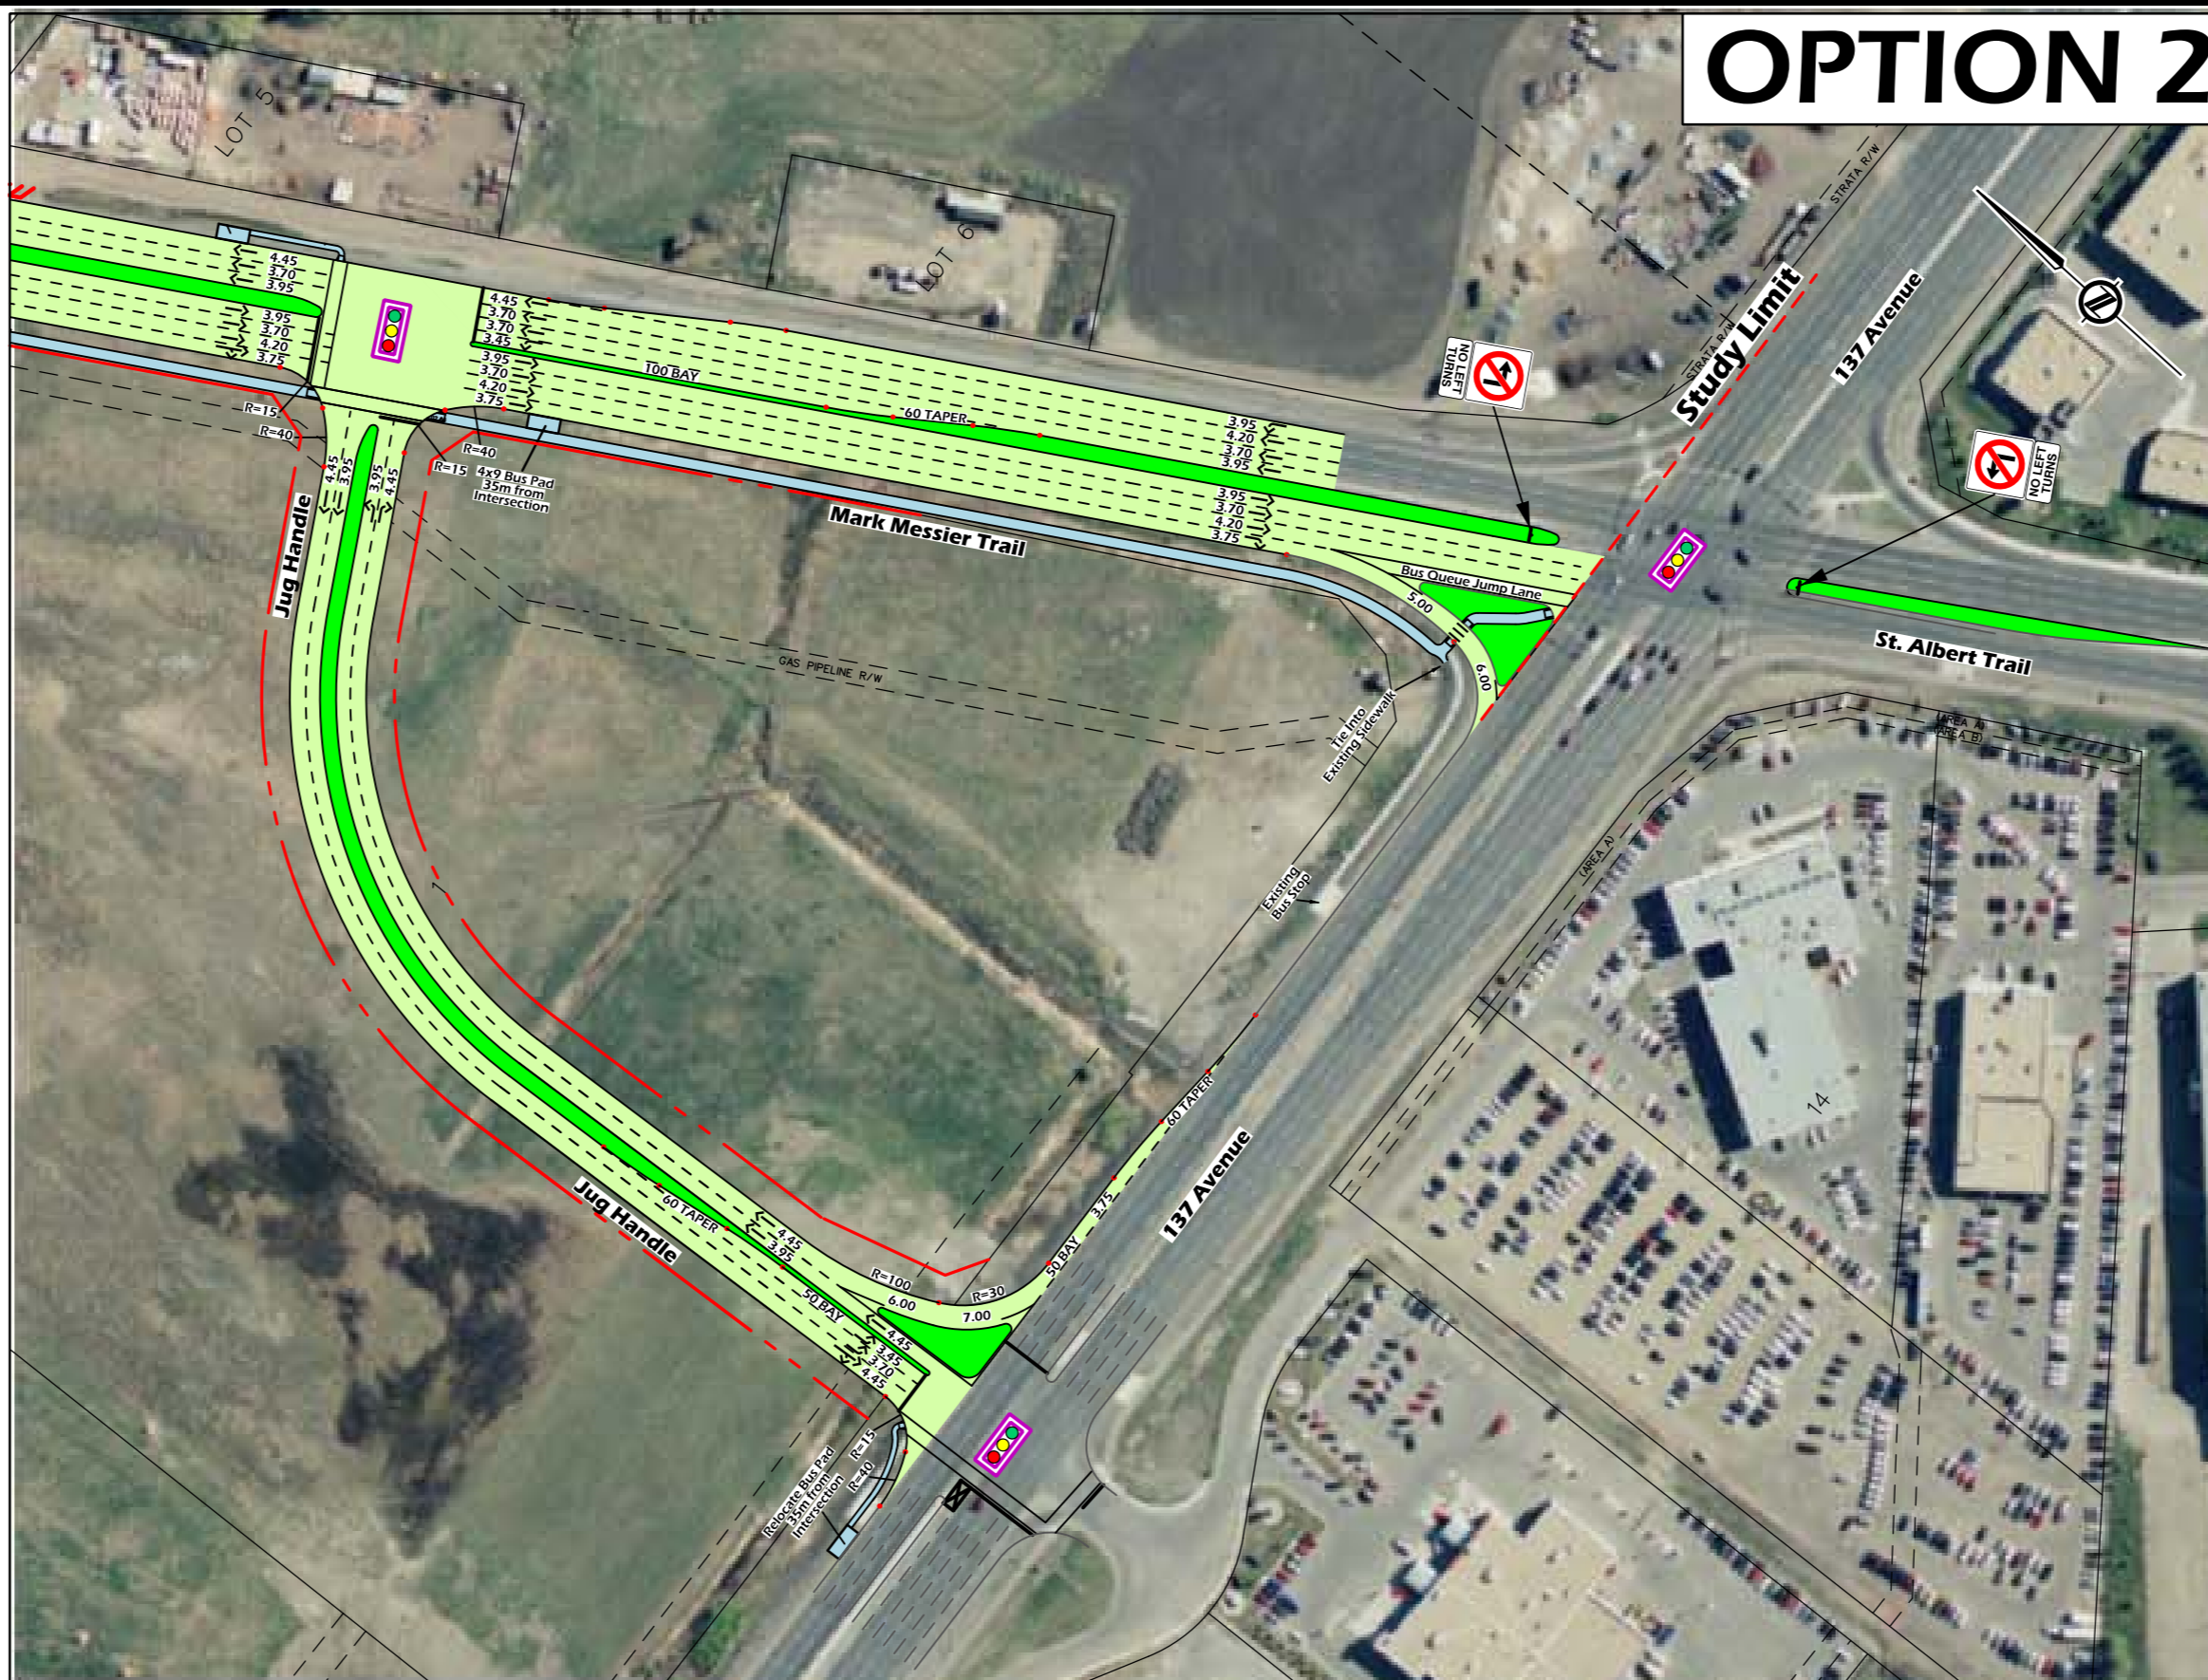 OPTION 2
LOT 5
LOT 6
STRATA R/W
STRATA R/W
Study Limit
137 Avenue
NO LEFT
TURNS
NO LEFT
TURNS
4.45
3.70
3.95
3.95
3.70
4.20
3.75
4.45
3.70
3.70
3.45
3.95
3.70
4.20
3.75
100 BAY
60 TAPER
3.95
4.20
3.70
3.95
3.95
3.70
4.20
3.75
R=15
R=40
R=40
R=15
4x9 Bus Pad
35m from
Intersection
4.45
3.95
3.95
4.45
Jug Handle
Mark Messier Trail
Bus Queue Jump Lane
5.00
6.00
St. Albert Trail
GAS PIPELINE R/W
Tie Into
Existing Sidewalk
(AREA A)
(AREA B)
(AREA A)
Existing
Bus Stop
1
14
60 TAPER
3.75
50 BAY
137 Avenue
Jug Handle
60 TAPER
4.45
3.95
50 BAY
R=100
6.00
R=30
7.00
4.45
3.45
3.70
4.45
R=15
R=40
Relocate Bus Pad
35m from
Intersection